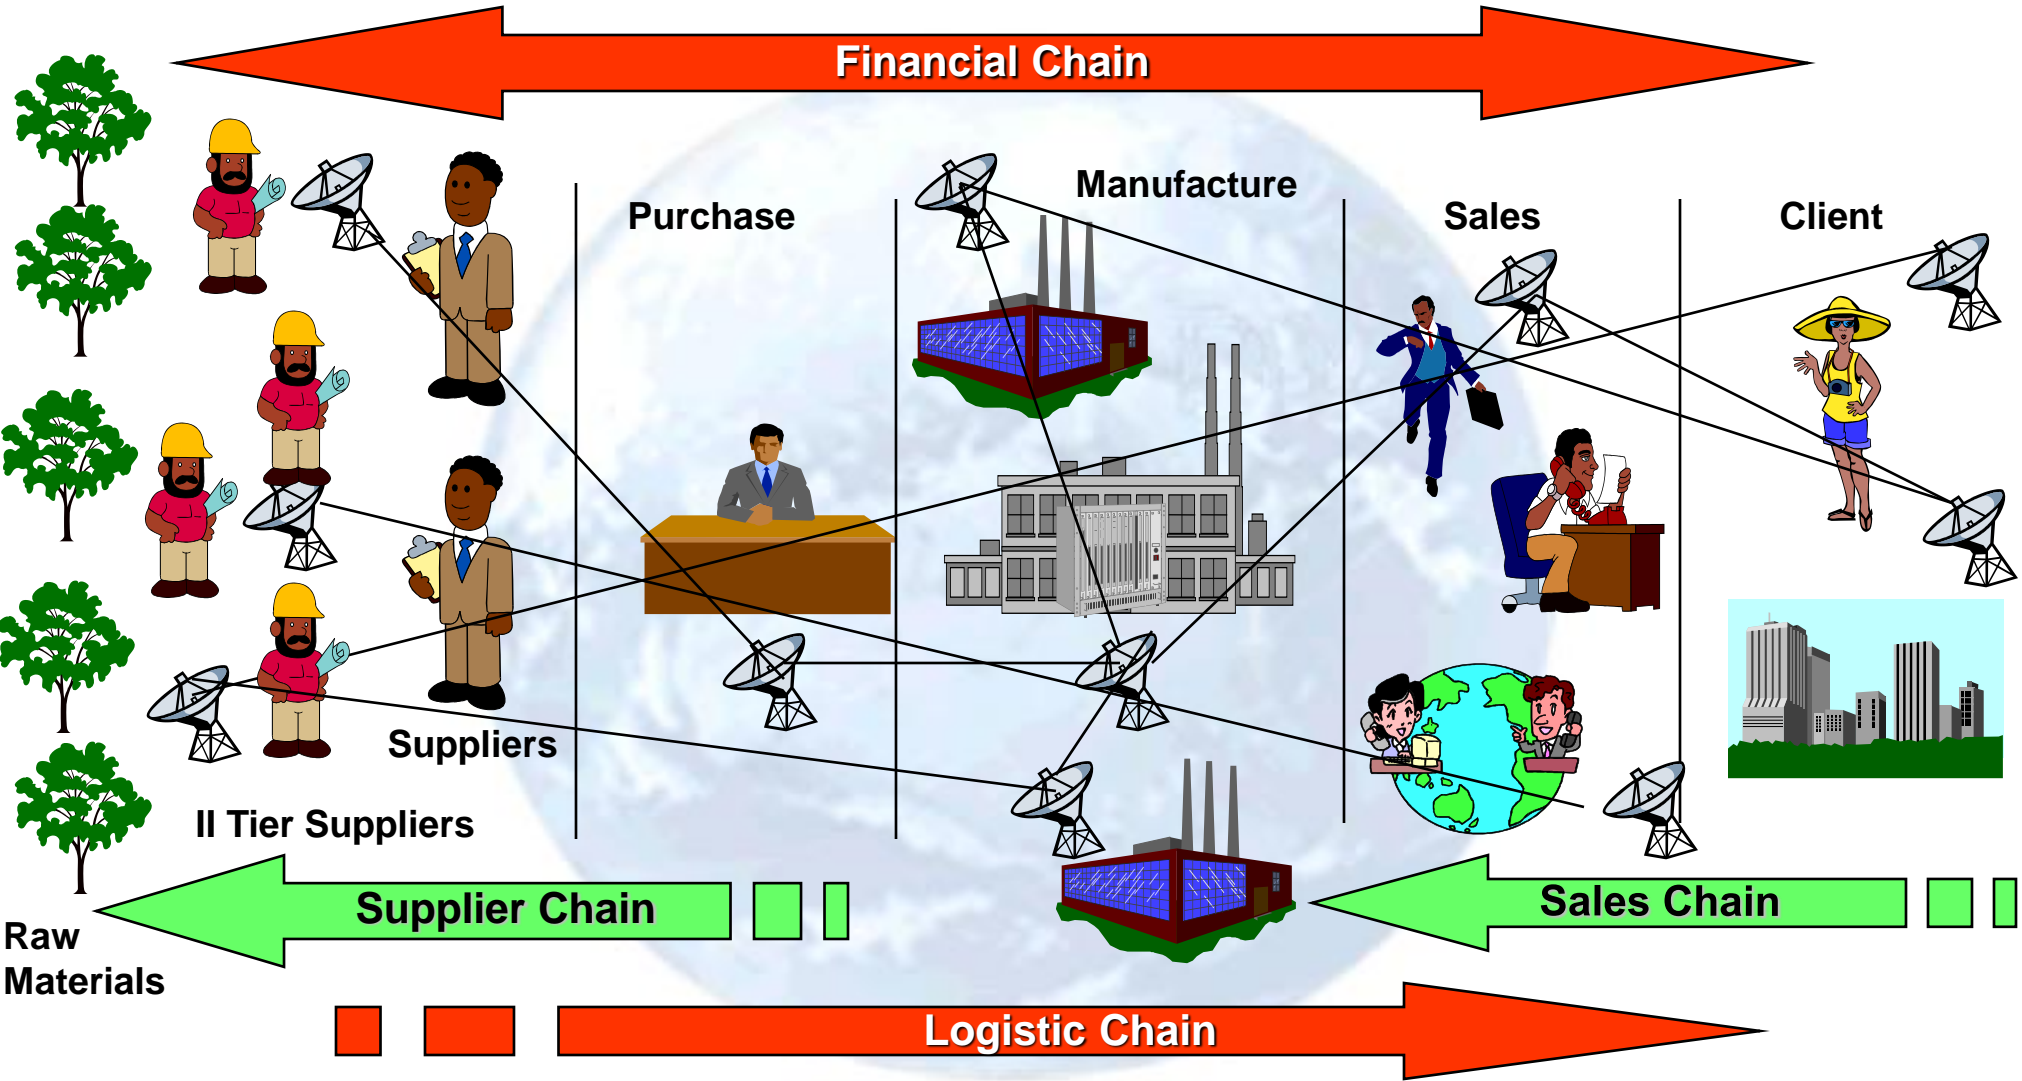 Financial Chain
Manufacture
Purchase
Sales
Client
Suppliers
II Tier Suppliers
Supplier Chain
Sales Chain
Raw
Materials
Logistic Chain